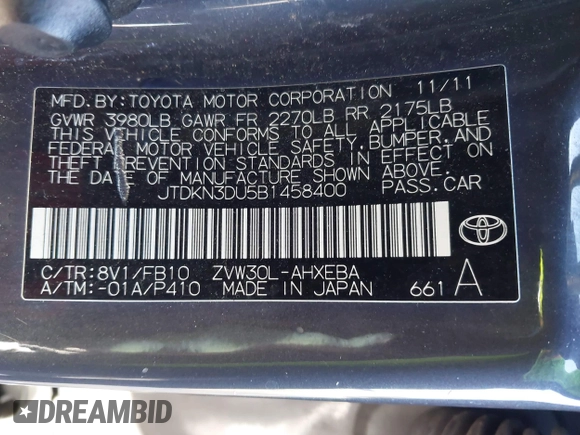 MFD. BY: TOYOTA MOTOR CORPORATION 11/11
GVWR 3980LB GAWR FR 2270LB RR 2175LB
THIS VEHICLE CONFORMS TO ALL APPLICABLE
FEDERAL MOTOR VEHICLE SAFETY, BUMPER, AND
THEFT PREVENTION STANDARDS IN EFFECT ON
THE DATE OF MANUFACTURE SHOWN ABOVE.
JTDKN3DU5B1458400 PASS. CAR
C/TR:8V1/FB10 ZVW30L-AHXEBA
A/TM:-01A/P410 MADE IN JAPAN 661 A
DREAMBID